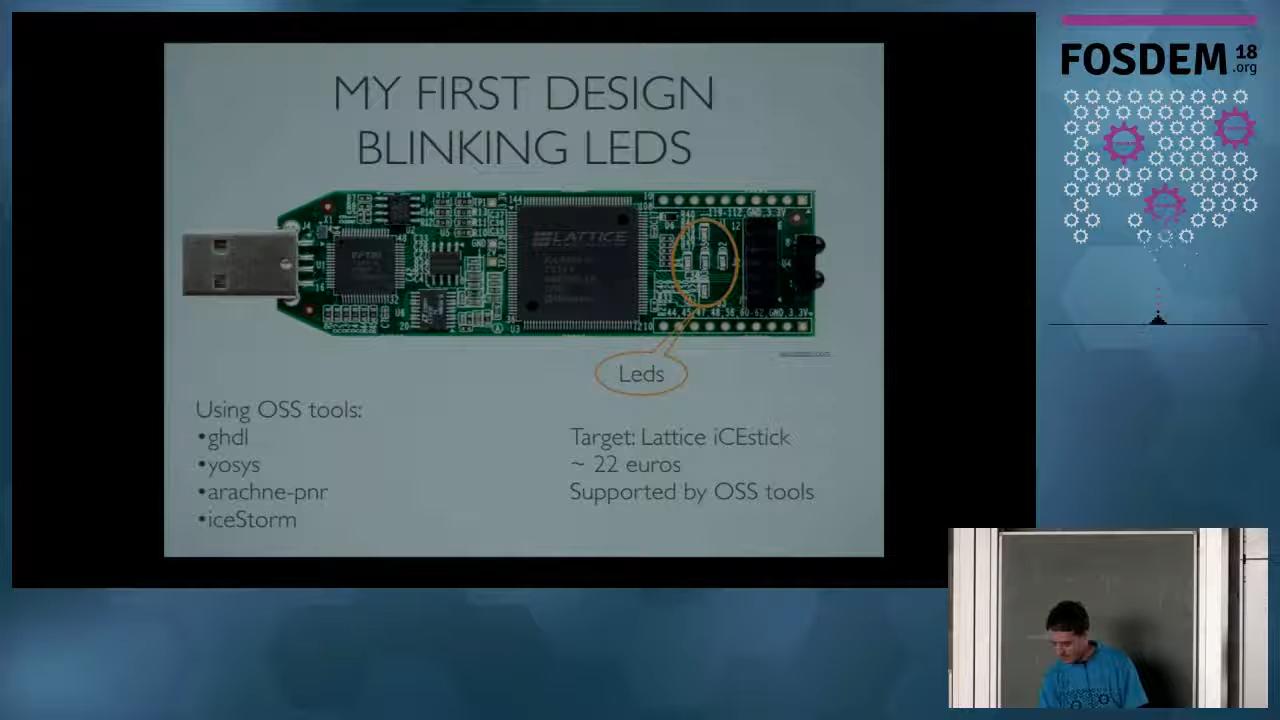 MY FIRST DESIGN
BLINKING LEDS
LATTICE
Leds
Using OSS tools:
•ghdl
•yosys
•arachne-pnr
•iceStorm
Target: Lattice iCEstick
~ 22 euros
Supported by OSS tools
FOSDEM 18
.org